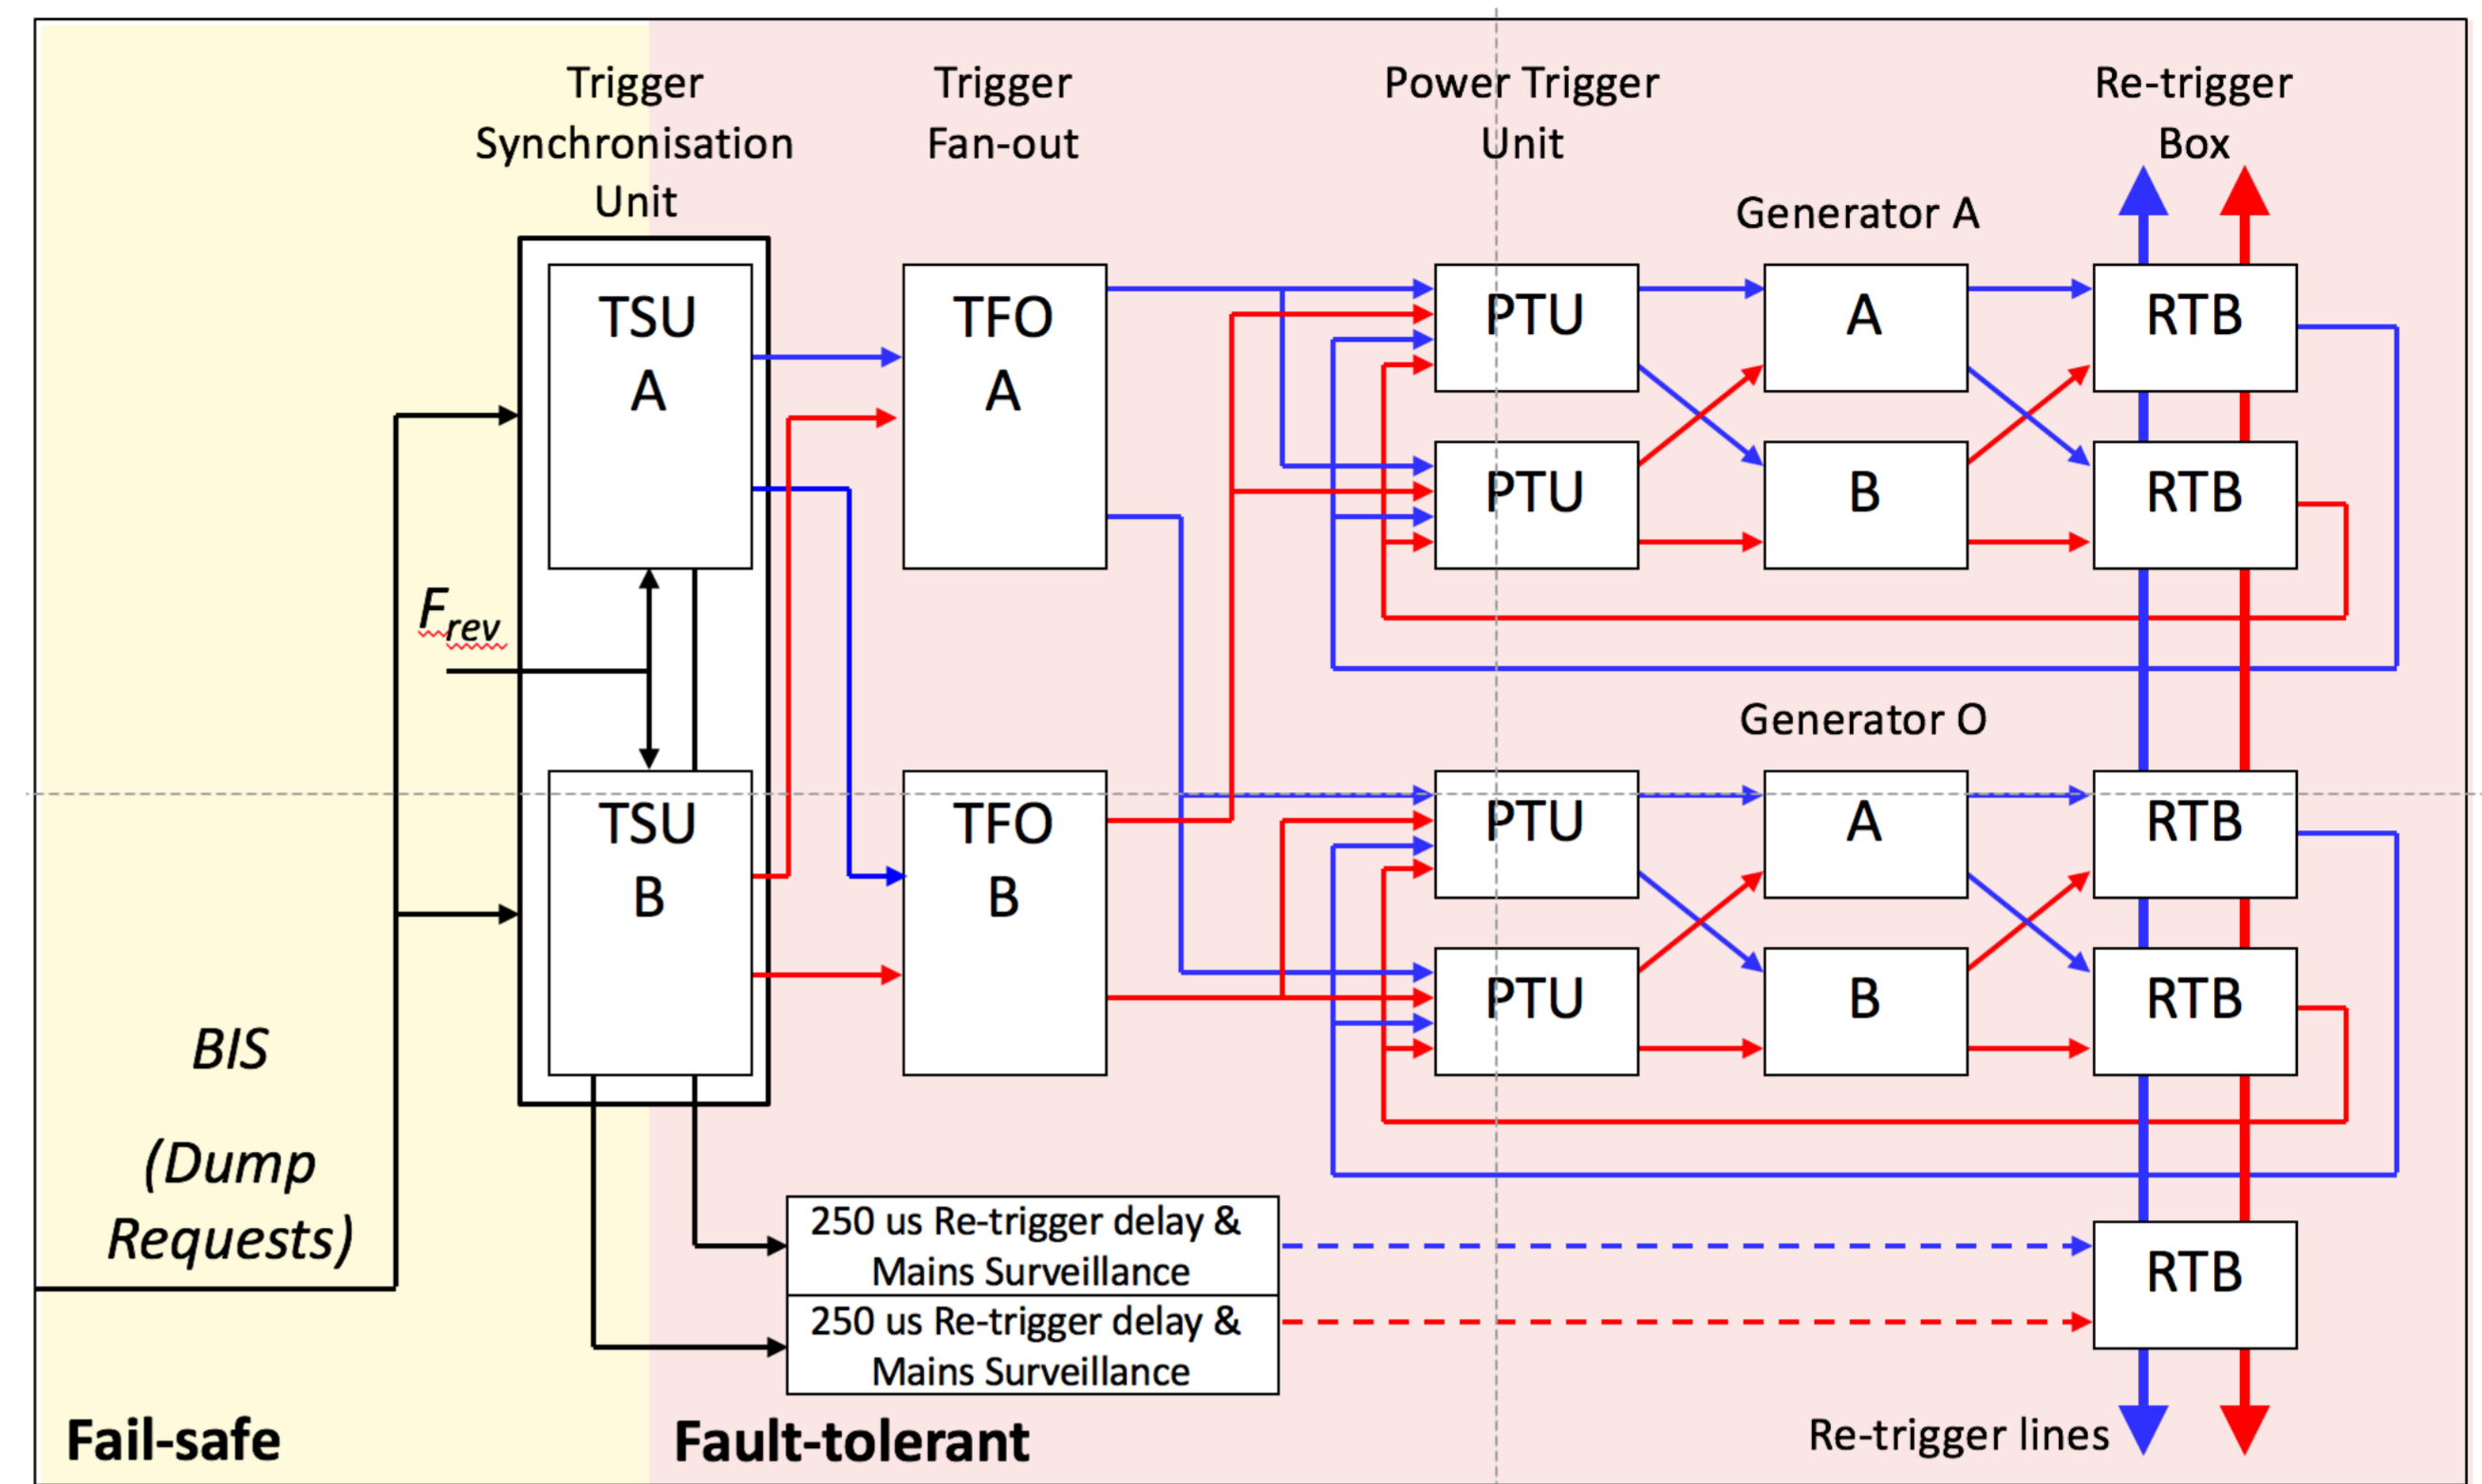 Trigger
Synchronisation
Unit
Trigger
Fan-out
Power Trigger
Unit
Re-trigger
Box
Generator A
TSU
A
TFO
A
PTU
A
RTB
PTU
B
RTB
Frev
Generator O
TSU
B
TFO
B
PTU
A
RTB
PTU
B
RTB
BIS
(Dump
Requests)
250 us Re-trigger delay &
Mains Surveillance
250 us Re-trigger delay &
Mains Surveillance
RTB
Fail-safe
Fault-tolerant
Re-trigger lines